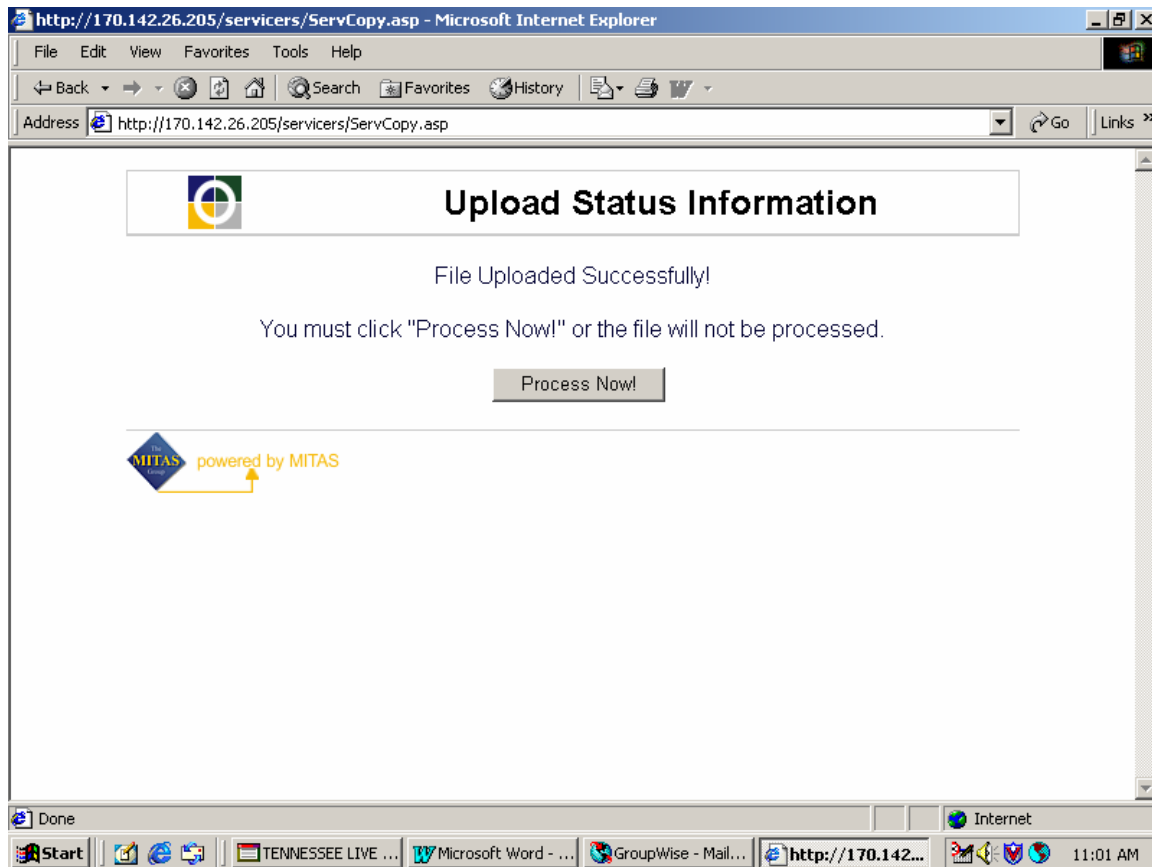 http://170.142.26.205/servicers/ServCopy.asp - Microsoft Internet Explorer
File Edit View Favorites Tools Help
Back Search Favorites History
Address http://170.142.26.205/servicers/ServCopy.asp Go Links »
Upload Status Information
File Uploaded Successfully!
You must click "Process Now!" or the file will not be processed.
Process Now!
The
MITAS
Group
powered by MITAS
Done Internet
Start TENNESSEE LIVE ... Microsoft Word - ... GroupWise - Mail... http://170.142... 11:01 AM